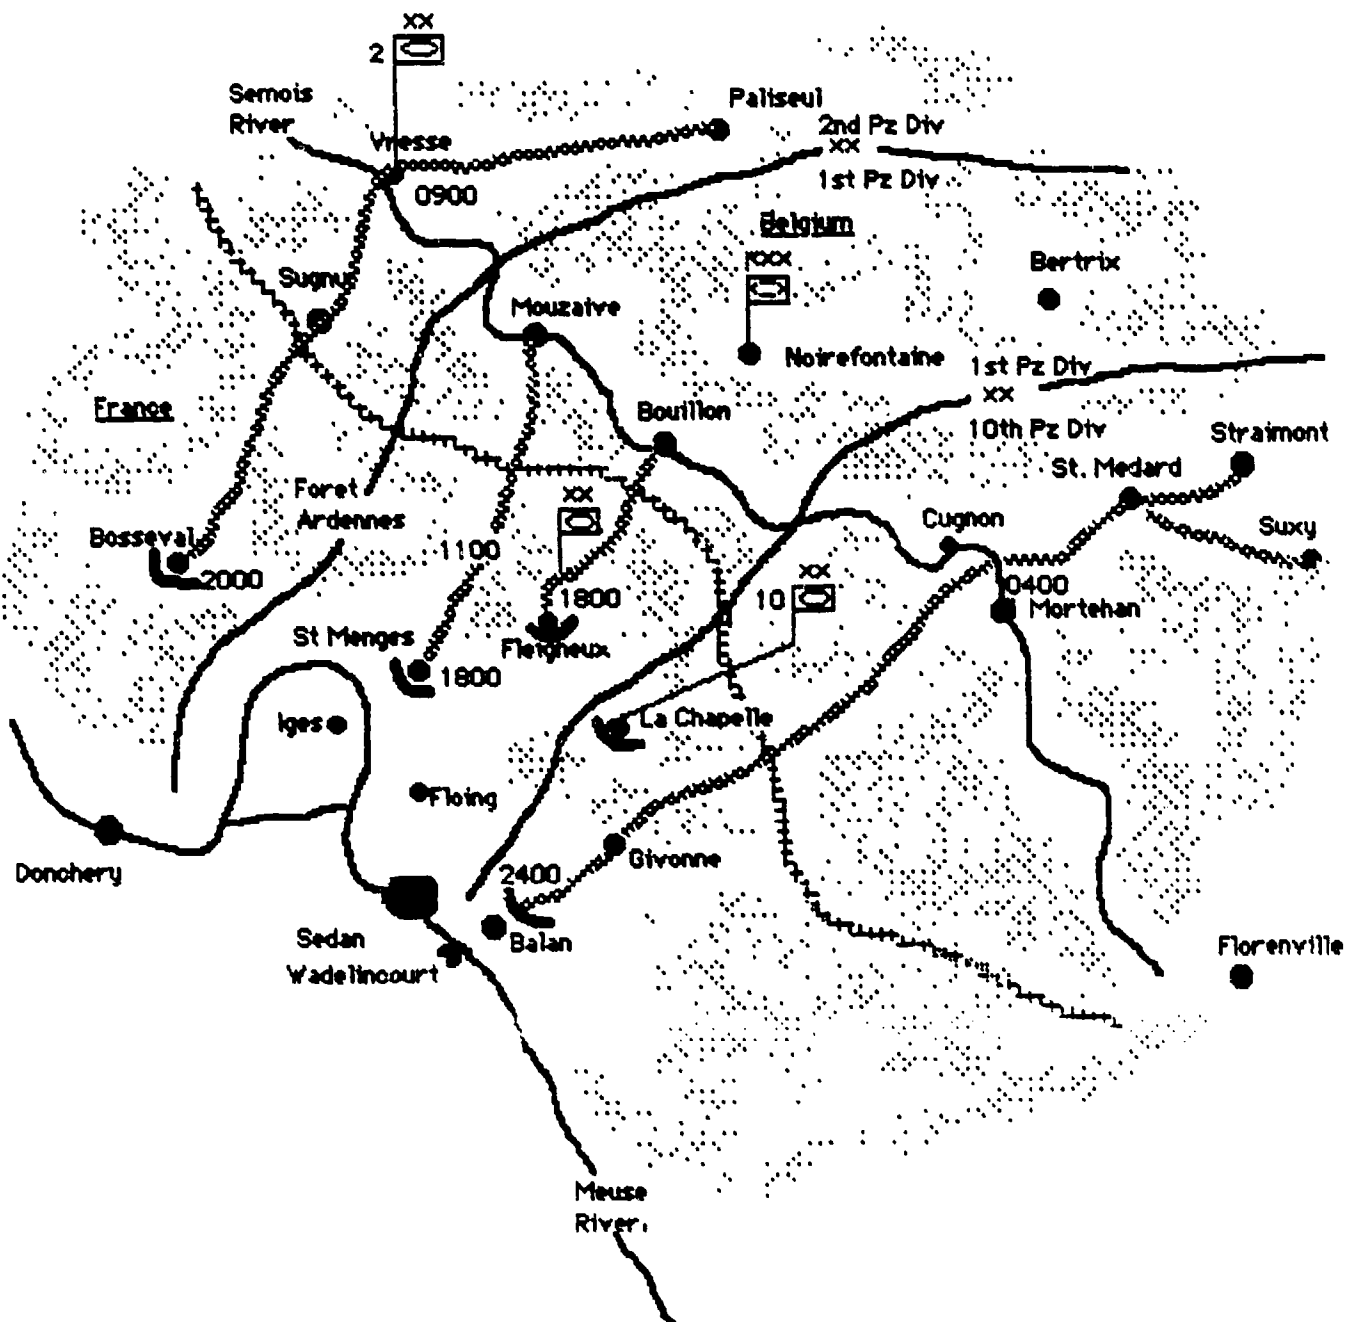 XX
2
Semois
River
Paliseul
Vresse
2nd Pz Div
XX
1st Pz Div
0900
Belgium
XXX
Bertrix
Sugnu
Mouzaive
Noirefontaine
1st Pz Div
XX
10th Pz Div
France
Bouillon
Straimont
St. Medard
Foret
Ardennes
XX
Cugnon
Suxy
Bosseval
2000
1100
1800
XX
10
0400
Mortehan
St Menges
1800
Fleigneux
Iges
La Chapelle
Floing
Donchery
Givonne
2400
Sedan
Balan
Wadelincourt
Florenville
Meuse
River.